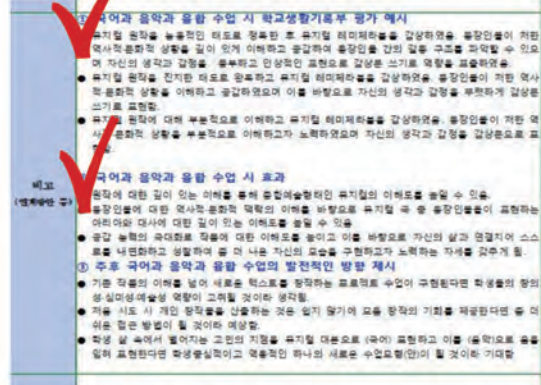 ① 국어과 음악과 융합 수업 시 학교생활기록부 평가 예시
뮤지컬 원작을 능동적인 태도로 정독한 후 뮤지컬 레미제라블을 감상하였음. 등장인물이 처한
역사적·문화적 상황을 깊이 있게 이해하고 공감하여 등장인물 간의 갈등 구조를 파악할 수 있으
며 자신의 생각과 감정을 풍부하고 인상적인 표현으로 감상문 쓰기로 역량을 표출하였음.
● 뮤지컬 원작을 진지한 태도로 완독하고 뮤지컬 레미제라블을 감상하였음. 등장인물이 처한 역사
적·문화적 상황을 이해하고 공감하였으며 이를 바탕으로 자신의 생각과 감정을 뚜렷하게 감상문
쓰기로 표현함.
● 뮤지컬 원작에 대해 부분적으로 이해하고 뮤지컬 레미제라블을 감상하였음. 등장인물이 처한 역
문화적 상황을 부분적으로 이해하고자 노력하였으며 자신의 생각과 감정을 감상문으로 표
국어과 음악과 융합 수업 시 효과
비고
원작에 대한 깊이 있는 이해를 통해 종합예술형태인 뮤지컬의 이해도를 높일 수 있음.
등장인물에 대한 역사적·문화적 맥락의 이해를 바탕으로 뮤지컬 극 중 등장인물들이 표현하는
아리아와 대사에 대한 깊이 있는 이해도를 높일 수 있음
● 공감 능력의 극대화로 작품에 대한 이해도를 높이고 이를 바탕으로 자신의 삶과 연결지어 스스
로를 내면화하고 성찰하여 좀 더 나은 자신의 모습을 구현하고자 노력하는 자세를 갖추게 됨.
③ 추후 국어과 음악과 융합 수업의 발전적인 방향 제시
● 기존 작품의 이해를 넘어 새로운 텍스트를 창작하는 프로젝트 수업이 구현된다면 학생들의 창의
성·심미성·예술성 역량이 고취될 것이라 생각됨.
● 처음 시도 시 개인 창작물을 산출하는 것은 쉽지 않기에 모둠 창작의 기회를 제공한다면 좀 더
쉬운 접근 방법이 될 것이라 예상함.
● 학생 삶 속에서 벌어지는 고민의 지점을 뮤지컬 대본으로 (국어) 표현하고 이를 (음악)으로 음을
입혀 표현한다면 학생중심적이고 역동적인 하나의 새로운 수업모형(안)이 될 것이라 기대함